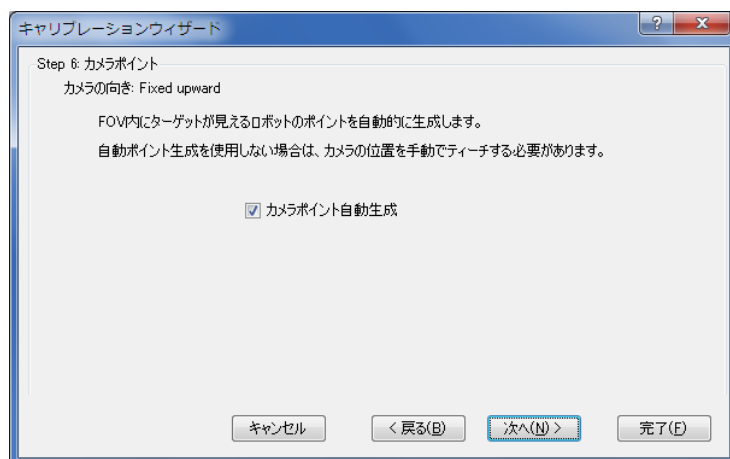 キャリブレーションウィザード
Step 6: カメラポイント
カメラの向き: Fixed upward
FOV内にターゲットが見えるロボットのポイントを自動的に生成します。
自動ポイント生成を使用しない場合は、カメラの位置を手動でティーチする必要があります。
カメラポイント自動生成
キャンセル
< 戻る(B)
次へ(N) >
完了(F)